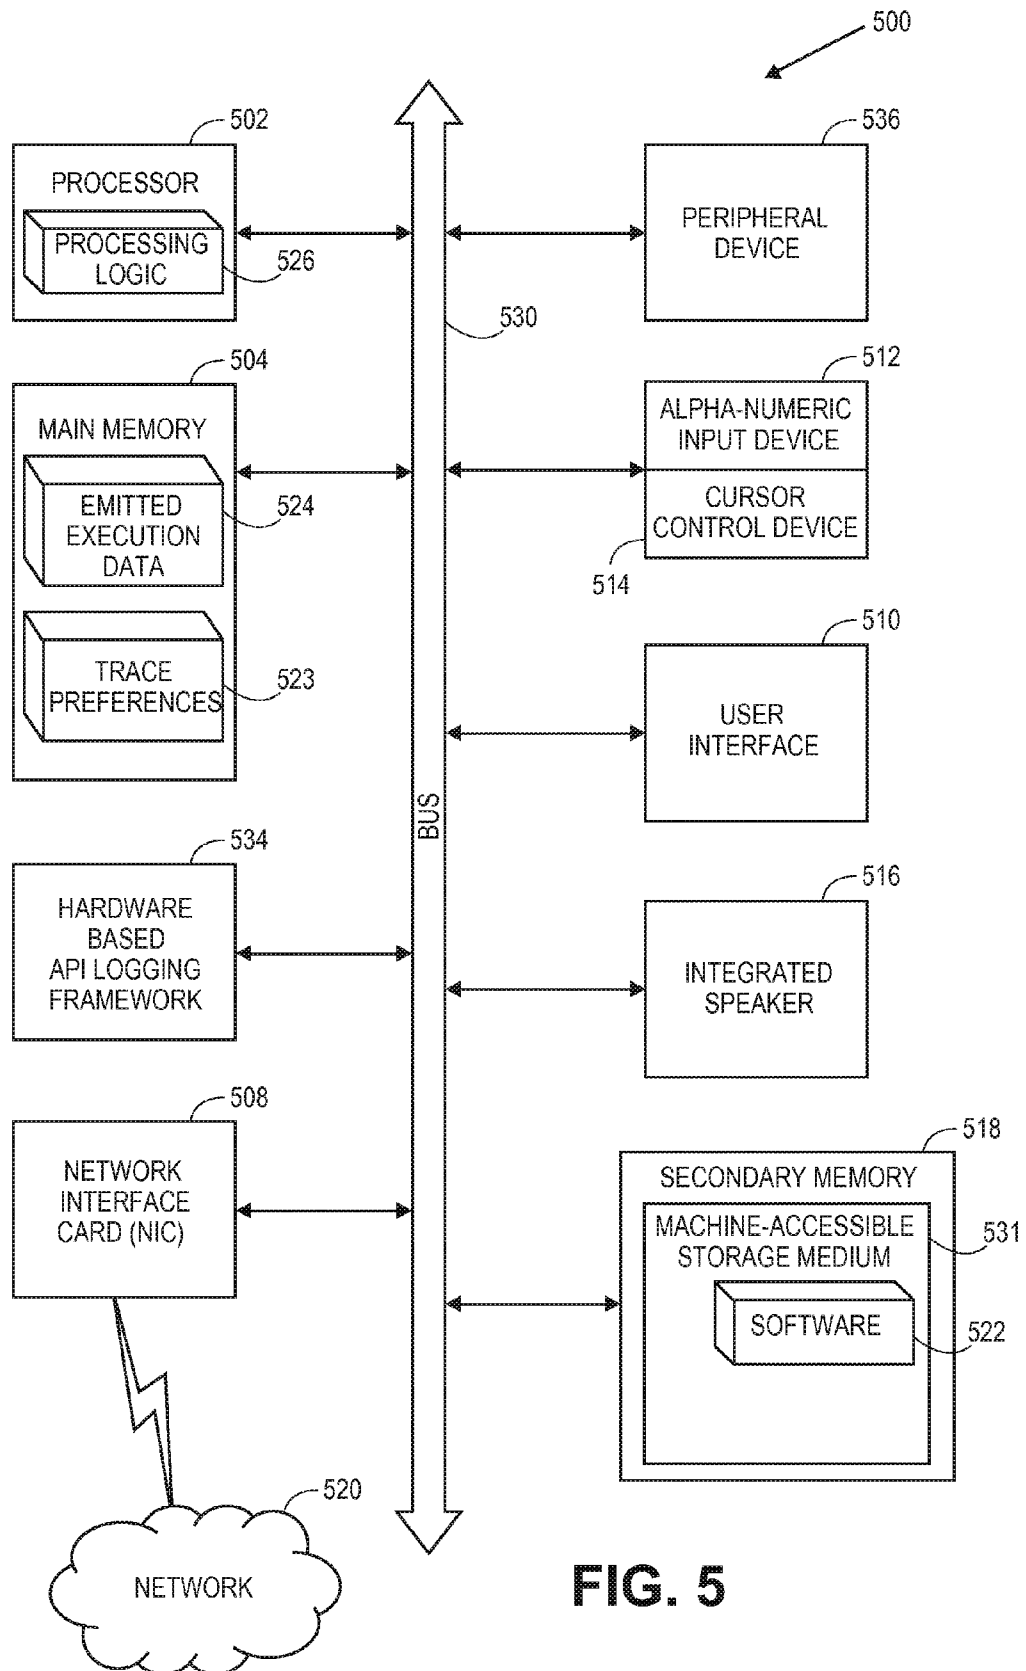 500
502
PROCESSOR
PROCESSING
LOGIC
526
536
PERIPHERAL
DEVICE
530
504
MAIN MEMORY
EMITTED
EXECUTION
DATA
524
TRACE
PREFERENCES
523
512
ALPHA-NUMERIC
INPUT DEVICE
CURSOR
CONTROL DEVICE
514
510
USER
INTERFACE
BUS
534
HARDWARE
BASED
API LOGGING
FRAMEWORK
516
INTEGRATED
SPEAKER
508
NETWORK
INTERFACE
CARD (NIC)
518
SECONDARY MEMORY
MACHINE-ACCESSIBLE
STORAGE MEDIUM
531
SOFTWARE
522
520
NETWORK
FIG. 5